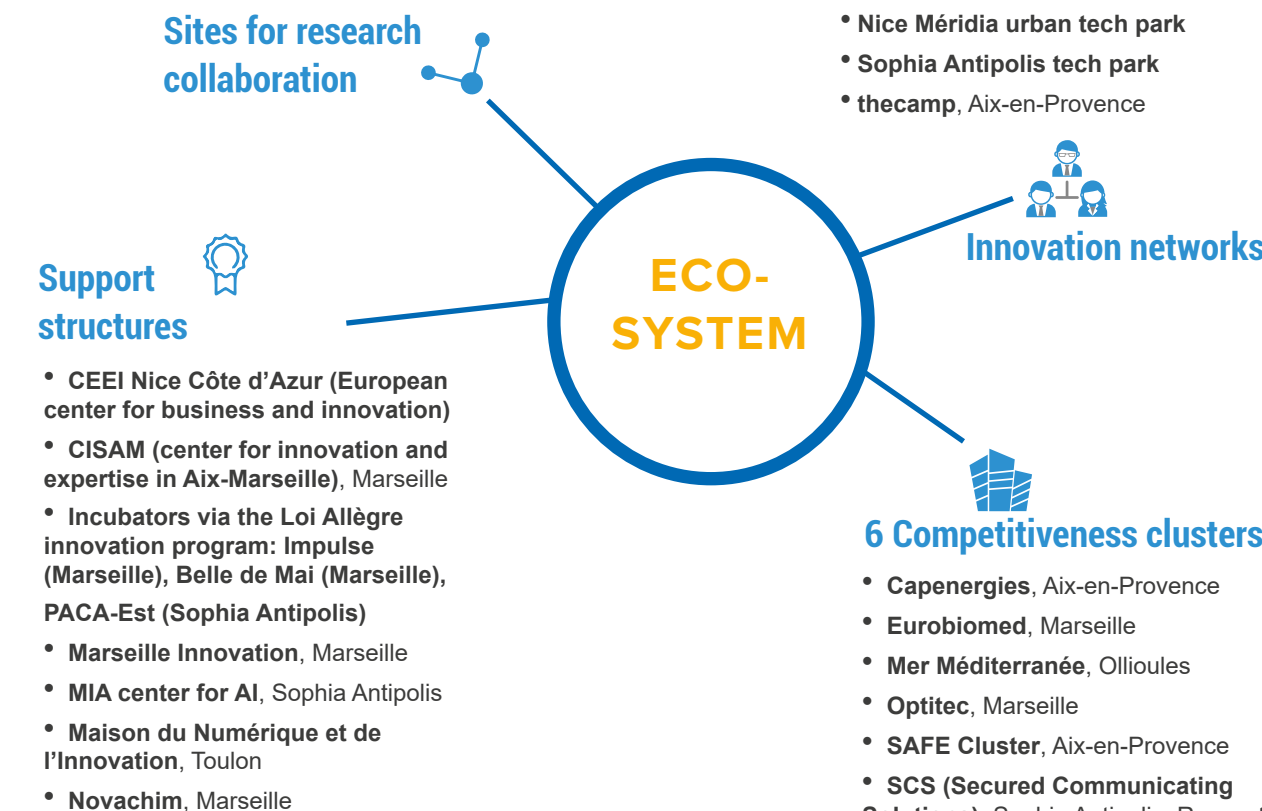 Sites for research
collaboration
• Nice Méridia urban tech park
• Sophia Antipolis tech park
• thecamp, Aix-en-Provence
Innovation networks
ECO-
SYSTEM
Support
structures
• CEEI Nice Côte d’Azur (European
center for business and innovation)
• CISAM (center for innovation and
expertise in Aix-Marseille), Marseille
• Incubators via the Loi Allègre
innovation program: Impulse
(Marseille), Belle de Mai (Marseille),
PACA-Est (Sophia Antipolis)
• Marseille Innovation, Marseille
• MIA center for AI, Sophia Antipolis
• Maison du Numérique et de
l’Innovation, Toulon
• Novachim, Marseille
6 Competitiveness clusters
• Capenergies, Aix-en-Provence
• Eurobiomed, Marseille
• Mer Méditerranée, Ollioules
• Optitec, Marseille
• SAFE Cluster, Aix-en-Provence
• SCS (Secured Communicating
Solutions), Sophia Antipolis